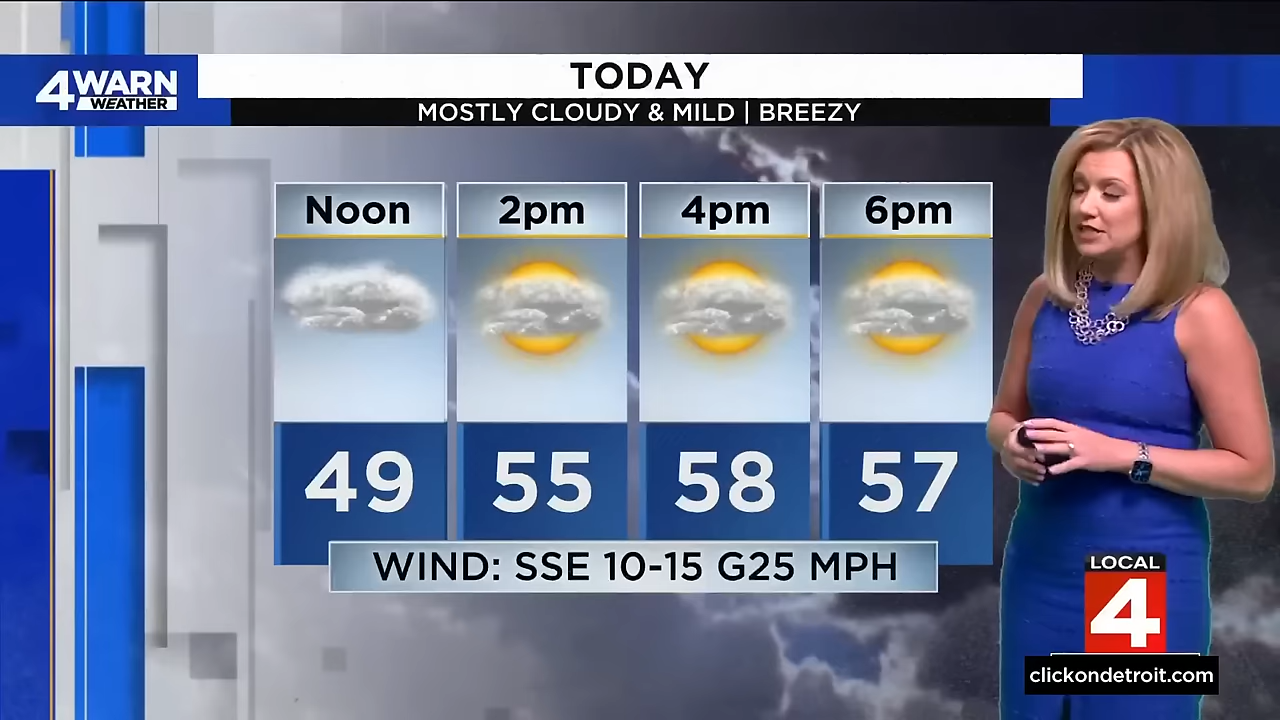 4WARN
WEATHER
TODAY
MOSTLY CLOUDY & MILD | BREEZY
Noon
2pm
4pm
6pm
49
55
58
57
WIND: SSE 10-15 G25 MPH
LOCAL
4
clickondetroit.com